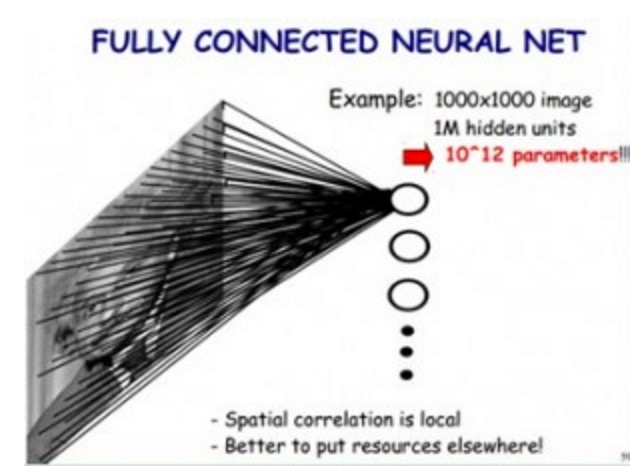 FULLY CONNECTED NEURAL NET
Example: 1000x1000 image
1M hidden units
10^12 parameters!!!
- Spatial correlation is local
- Better to put resources elsewhere!